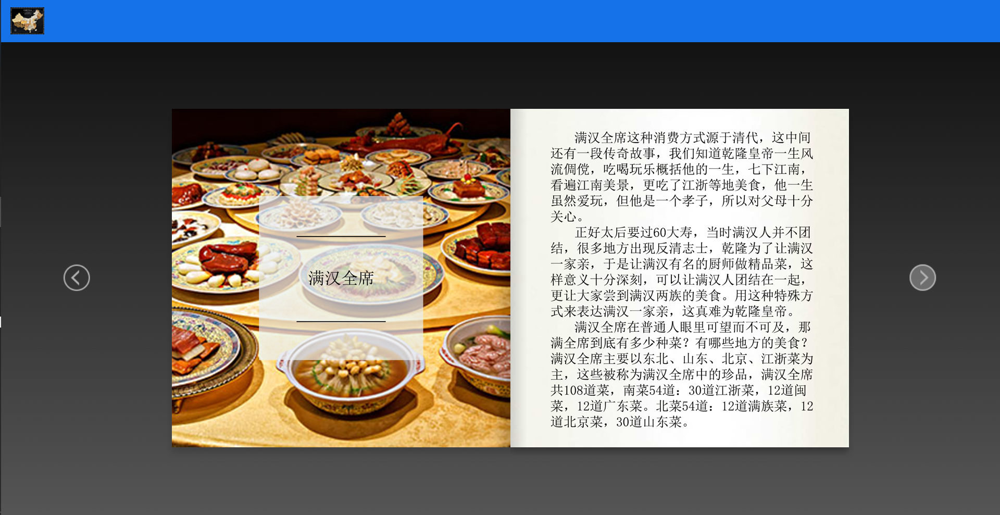 满汉全席
满汉全席这种消费方式源于清代，这中间
还有一段传奇故事，我们知道乾隆皇帝一生风
流倜傥，吃喝玩乐概括他的一生，七下江南，
看遍江南美景，更吃了江浙等地美食，他一生
虽然爱玩，但他是一个孝子，所以对父母十分
关心。
正好太后要过60大寿，当时满汉人并不团
结，很多地方出现反清志士，乾隆为了让满汉
一家亲，于是让满汉有名的厨师做精品菜，这
样意义十分深刻，可以让满汉人团结在一起，
更让大家尝到满汉两族的美食。用这种特殊方
式来表达满汉一家亲，这真难为乾隆皇帝。
满汉全席在普通人眼里可望而不可及，那
满全席到底有多少种菜？有哪些地方的美食？
满汉全席主要以东北、山东、北京、江浙菜为
主，这些被称为满汉全席中的珍品，满汉全席
共108道菜，南菜54道：30道江浙菜，12道闽
菜，12道广东菜。北菜54道：12道满族菜，12
道北京菜，30道山东菜。